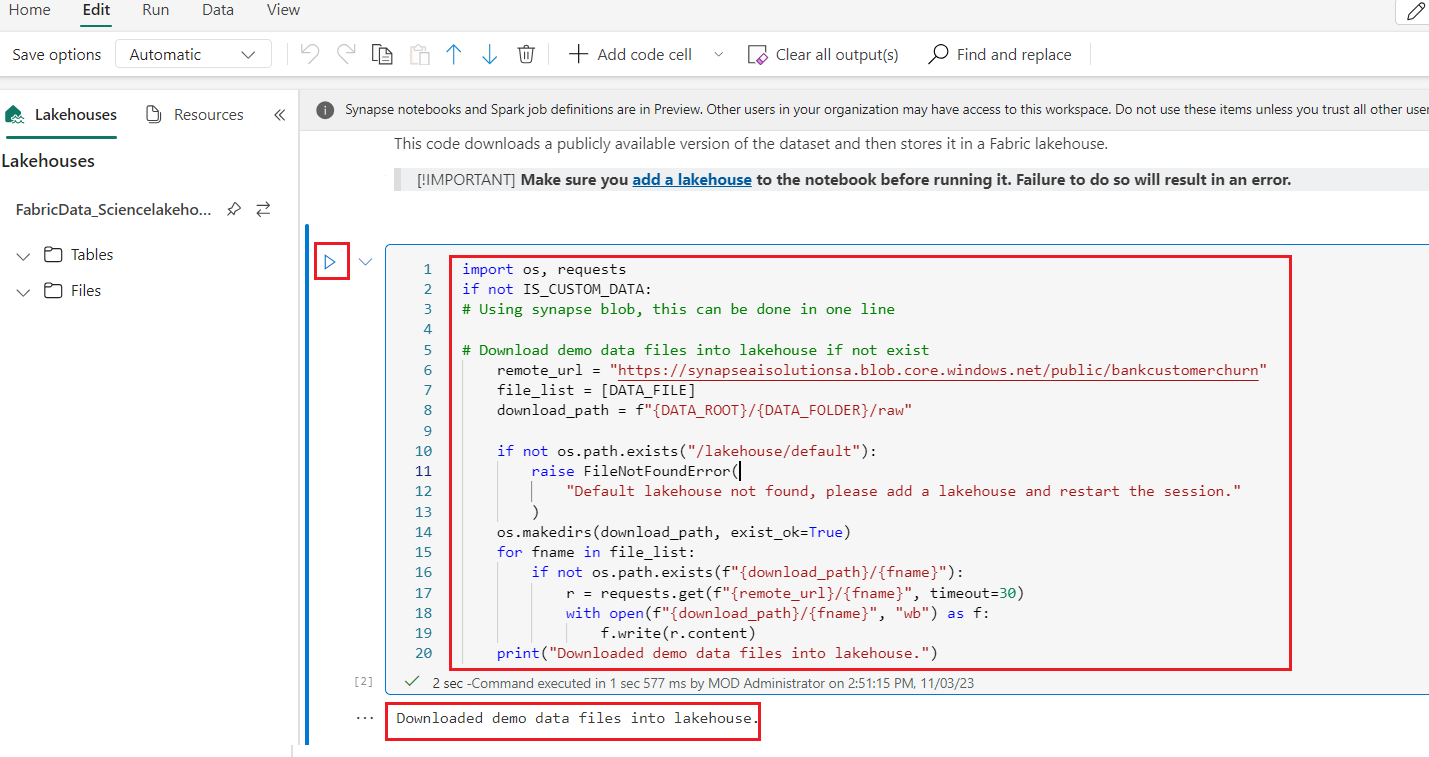 Home Edit Run Data View
Save options Automatic Add code cell Clear all output(s) Find and replace
Lakehouses Resources
Synapse notebooks and Spark job definitions are in Preview. Other users in your organization may have access to this workspace. Do not use these items unless you trust all other
This code downloads a publicly available version of the dataset and then stores it in a Fabric lakehouse.
Lakehouses
[!IMPORTANT] Make sure you add a lakehouse to the notebook before running it. Failure to do so will result in an error.
FabricData_Sciencelakeho...
Tables
Files
1 import os, requests
2 if not IS_CUSTOM_DATA:
3 # Using synapse blob, this can be done in one line
4
5 # Download demo data files into lakehouse if not exist
6 remote_url = "https://synapseaisolutionsa.blob.core.windows.net/public/bankcustomerchurn"
7 file_list = [DATA_FILE]
8 download_path = f"{DATA_ROOT}/{DATA_FOLDER}/raw"
9
10 if not os.path.exists("/lakehouse/default"):
11 raise FileNotFoundError(
12 "Default lakehouse not found, please add a lakehouse and restart the session."
13 )
14 os.makedirs(download_path, exist_ok=True)
15 for fname in file_list:
16 if not os.path.exists(f"{download_path}/{fname}"):
17 r = requests.get(f"{remote_url}/{fname}", timeout=30)
18 with open(f"{download_path}/{fname}", "wb") as f:
19 f.write(r.content)
20 print("Downloaded demo data files into lakehouse.")
[2] 2 sec -Command executed in 1 sec 577 ms by MOD Administrator on 2:51:15 PM, 11/03/23
Downloaded demo data files into lakehouse.